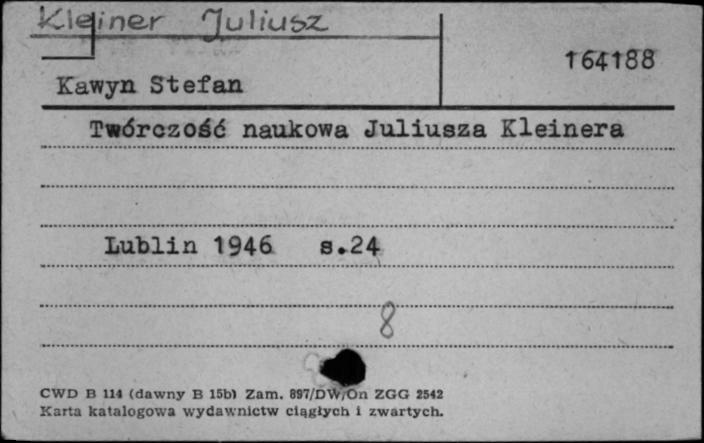 Kleiner Juliusz
164188
Kawyn Stefan
Twórczość naukowa Juliusza Kleinera
Lublin 1946 s.24
8
CWD B 114 (dawny B 15b) Zam. 897/DW/On ZGG 2542
Karta katalogowa wydawnictw ciągłych i zwartych.